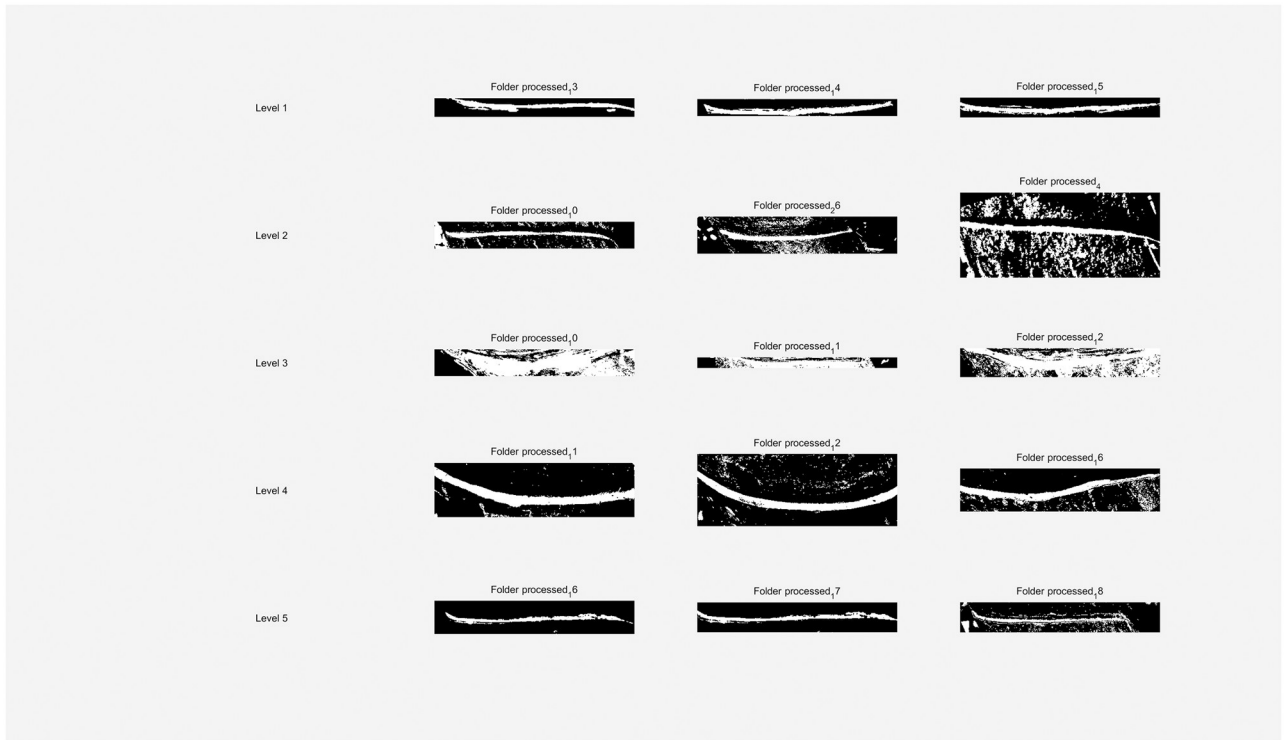 Folder processed₁3
Folder processed₁4
Folder processed₁5
Level 1
Folder processed₁0
Folder processed₂6
Folder processed₄
Level 2
Folder processed₁0
Folder processed₁1
Folder processed₁2
Level 3
Folder processed₁1
Folder processed₁2
Folder processed₁6
Level 4
Folder processed₁6
Folder processed₁7
Folder processed₁8
Level 5